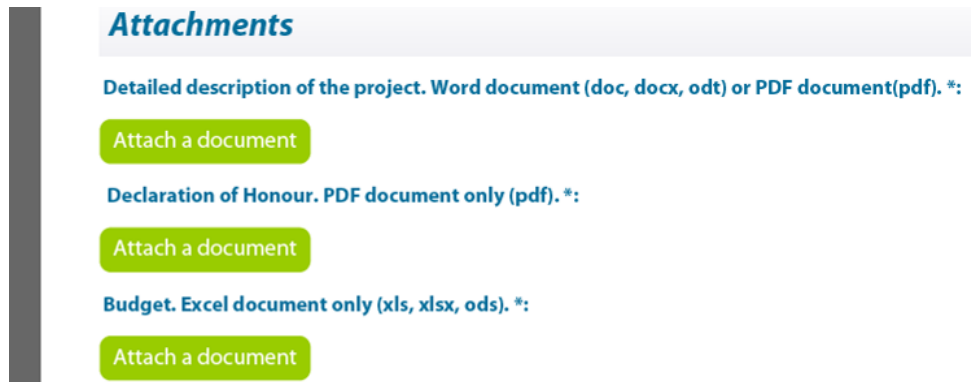 Attachments
Detailed description of the project. Word document (doc, docx, odt) or PDF document(pdf). *:
Attach a document
Declaration of Honour. PDF document only (pdf). *:
Attach a document
Budget. Excel document only (xls, xlsx, ods). *:
Attach a document